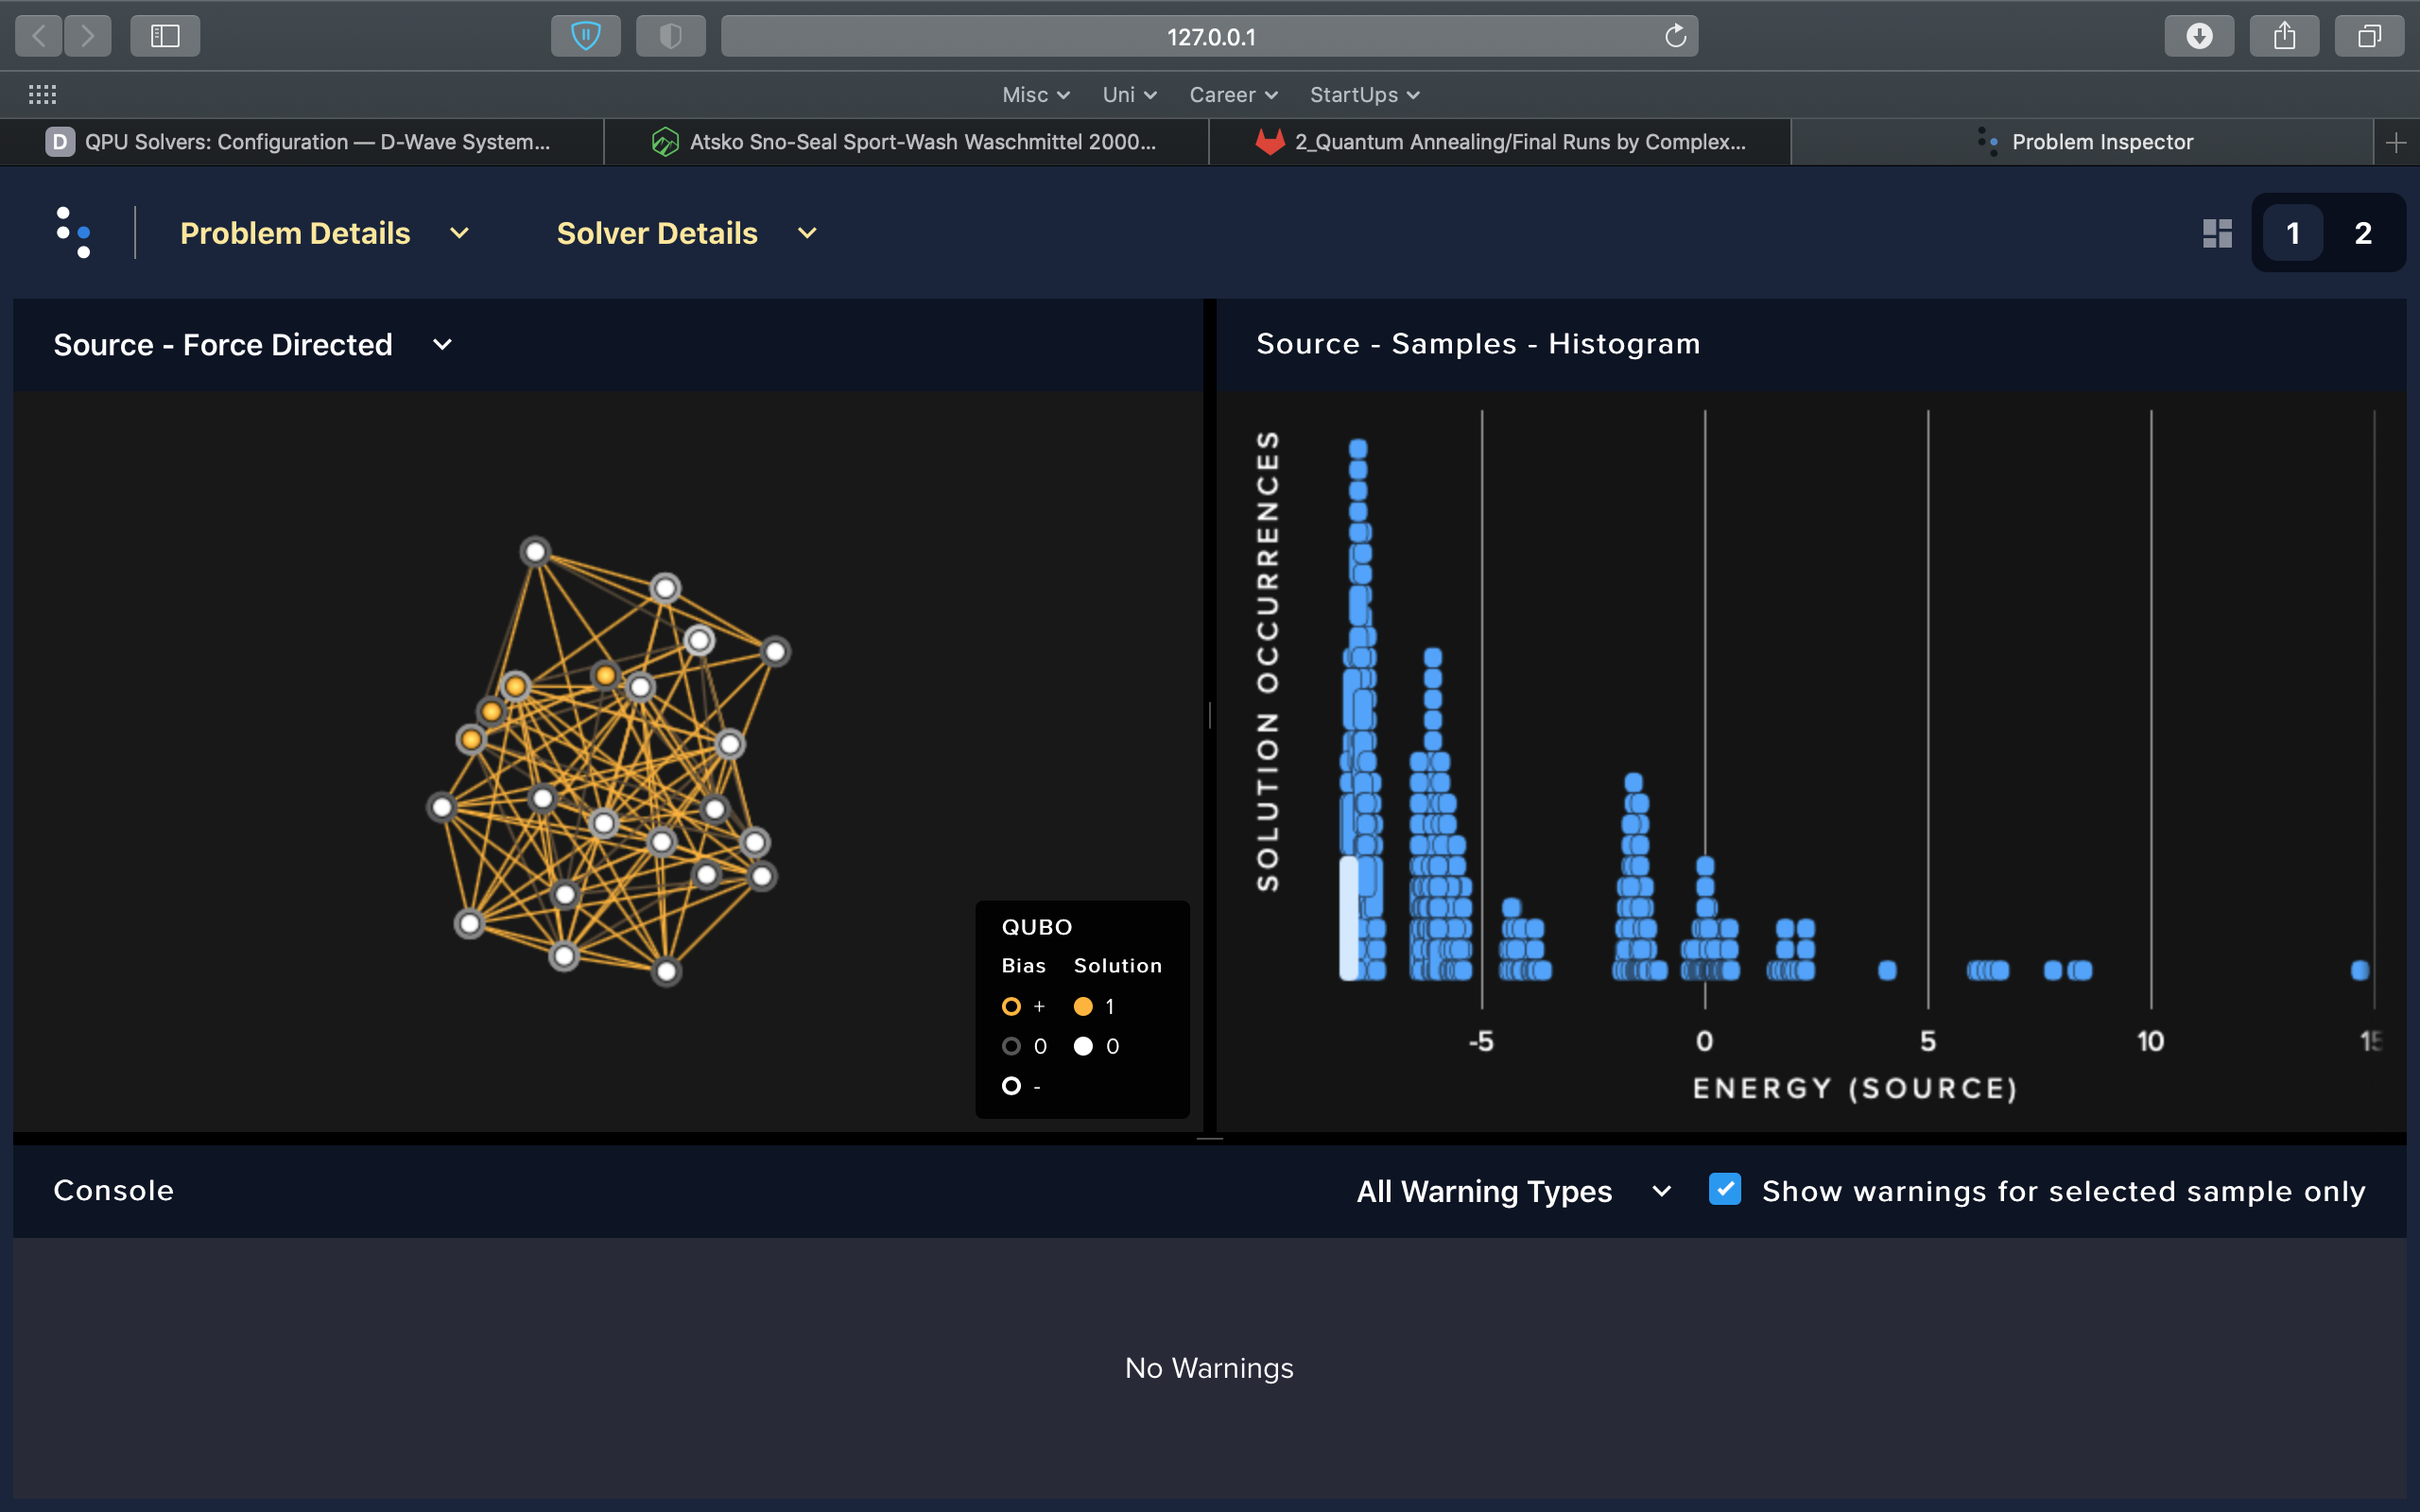 127.0.0.1
Misc Uni Career StartUps
D QPU Solvers: Configuration — D-Wave System... Atsko Sno-Seal Sport-Wash Waschmittel 2000... 2_Quantum Annealing/Final Runs by Complex... Problem Inspector
Problem Details Solver Details 1 2
Source - Force Directed
QUBO
Bias Solution
+ 1
0 0
-
Source - Samples - Histogram
SOLUTION OCCURRENCES
-5 0 5 10 15
ENERGY (SOURCE)
Console All Warning Types Show warnings for selected sample only
No Warnings